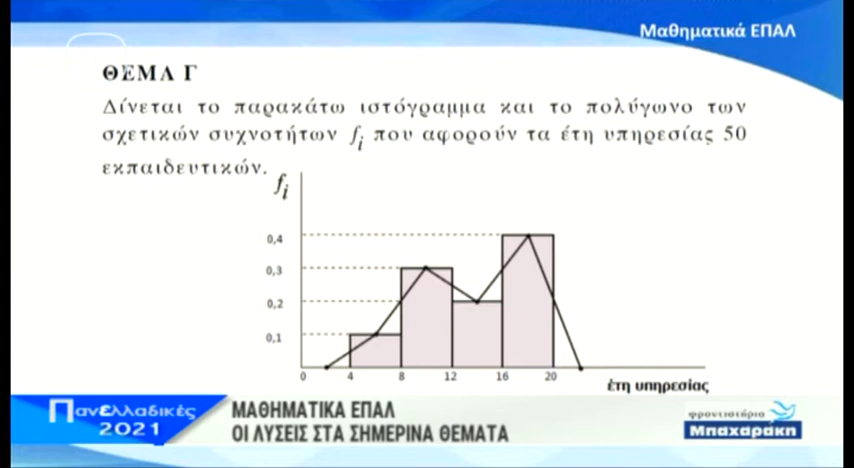 Μαθηματικά ΕΠΑΛ
ΘΕΜΑ Γ
Δίνεται το παρακάτω ιστόγραμμα και το πολύγωνο των
σχετικών συχνοτήτων fi που αφορούν τα έτη υπηρεσίας 50
εκπαιδευτικών.
fi
0,4
0,3
0,2
0,1
0 4 8 12 16 20
έτη υπηρεσίας
Πανελλαδικές
2021
ΜΑΘΗΜΑΤΙΚΑ ΕΠΑΛ
ΟΙ ΛΥΣΕΙΣ ΣΤΑ ΣΗΜΕΡΙΝΑ ΘΕΜΑΤΑ
φροντιστήριο
Μπαχαράκη